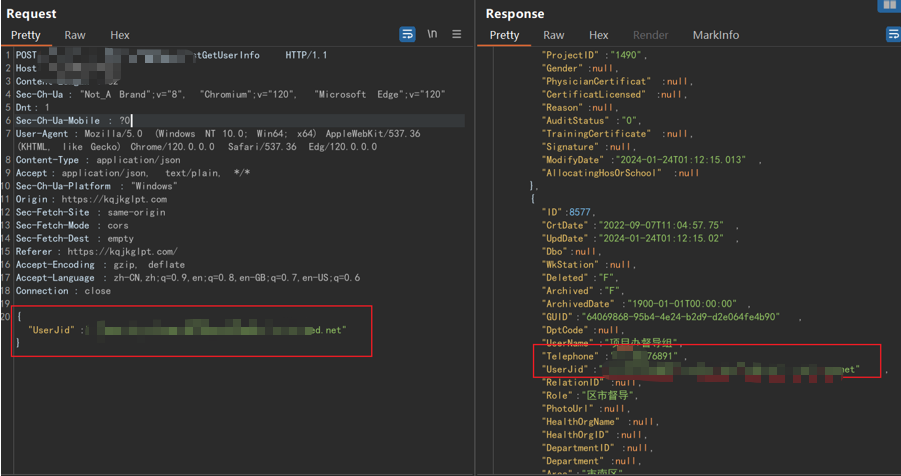 Request
Pretty Raw Hex
\n
1 POST stGetUserInfo HTTP/1.1
2 Host
3
4 Sec-Ch-Ua : "Not_A Brand";v="8", "Chromium";v="120", "Microsoft Edge";v="120"
5 Dnt: 1
6 Sec-Ch-Ua-Mobile : ?0
7 User-Agent : Mozilla/5.0 (Windows NT 10.0; Win64; x64) AppleWebKit/537.36
(KHTML, like Gecko) Chrome/120.0.0.0 Safari/537.36 Edg/120.0.0.0
8 Content-Type : application/json
9 Accept : application/json, text/plain, */*
10 Sec-Ch-Ua-Platform : "Windows"
11 Origin : https://kqjkglpt.com
12 Sec-Fetch-Site : same-origin
13 Sec-Fetch-Mode : cors
14 Sec-Fetch-Dest : empty
15 Referer : https://kqjkglpt.com/
16 Accept-Encoding : gzip, deflate
17 Accept-Language : zh-CN,zh;q=0.9,en;q=0.8,en-GB;q=0.7,en-US;q=0.6
18 Connection : close
19
20 {
"UserJid" : ed.net"
}
Response
Pretty Raw Hex Render MarkInfo
"ProjectID" :"1490",
"Gender" :null,
"PhysicianCertificat" :null,
"CertificatLicensed" :null,
"Reason" :null,
"AuditStatus" :"0",
"TrainingCertificate" :null,
"Signature" :null,
"ModifyDate" :"2024-01-24T01:12:15.013" ,
"AllocatingHosOrSchool" :null
},
{
"ID":8577,
"CrtDate" :"2022-09-07T11:04:57.75" ,
"UpdDate" :"2024-01-24T01:12:15.02" ,
"Dbo":null,
"WkStation" :null,
"Deleted" :"F",
"Archived" :"F",
"ArchivedDate" :"1900-01-01T00:00:00" ,
"GUID" :"64069868-95b4-4e24-b2d9-d2e064fe4b90" ,
"DptCode" :null,
"UserName" :"项目办督导组",
"Telephone" :" 76891" ,
"UserJid" :" net" ,
"RelationID" :null,
"Role" :"区市督导",
"PhotoUrl" :null,
"HealthOrgName" :null,
"HealthOrgID" :null,
"DepartmentID" :null,
"Department" :null,
"Area" :"市南区",